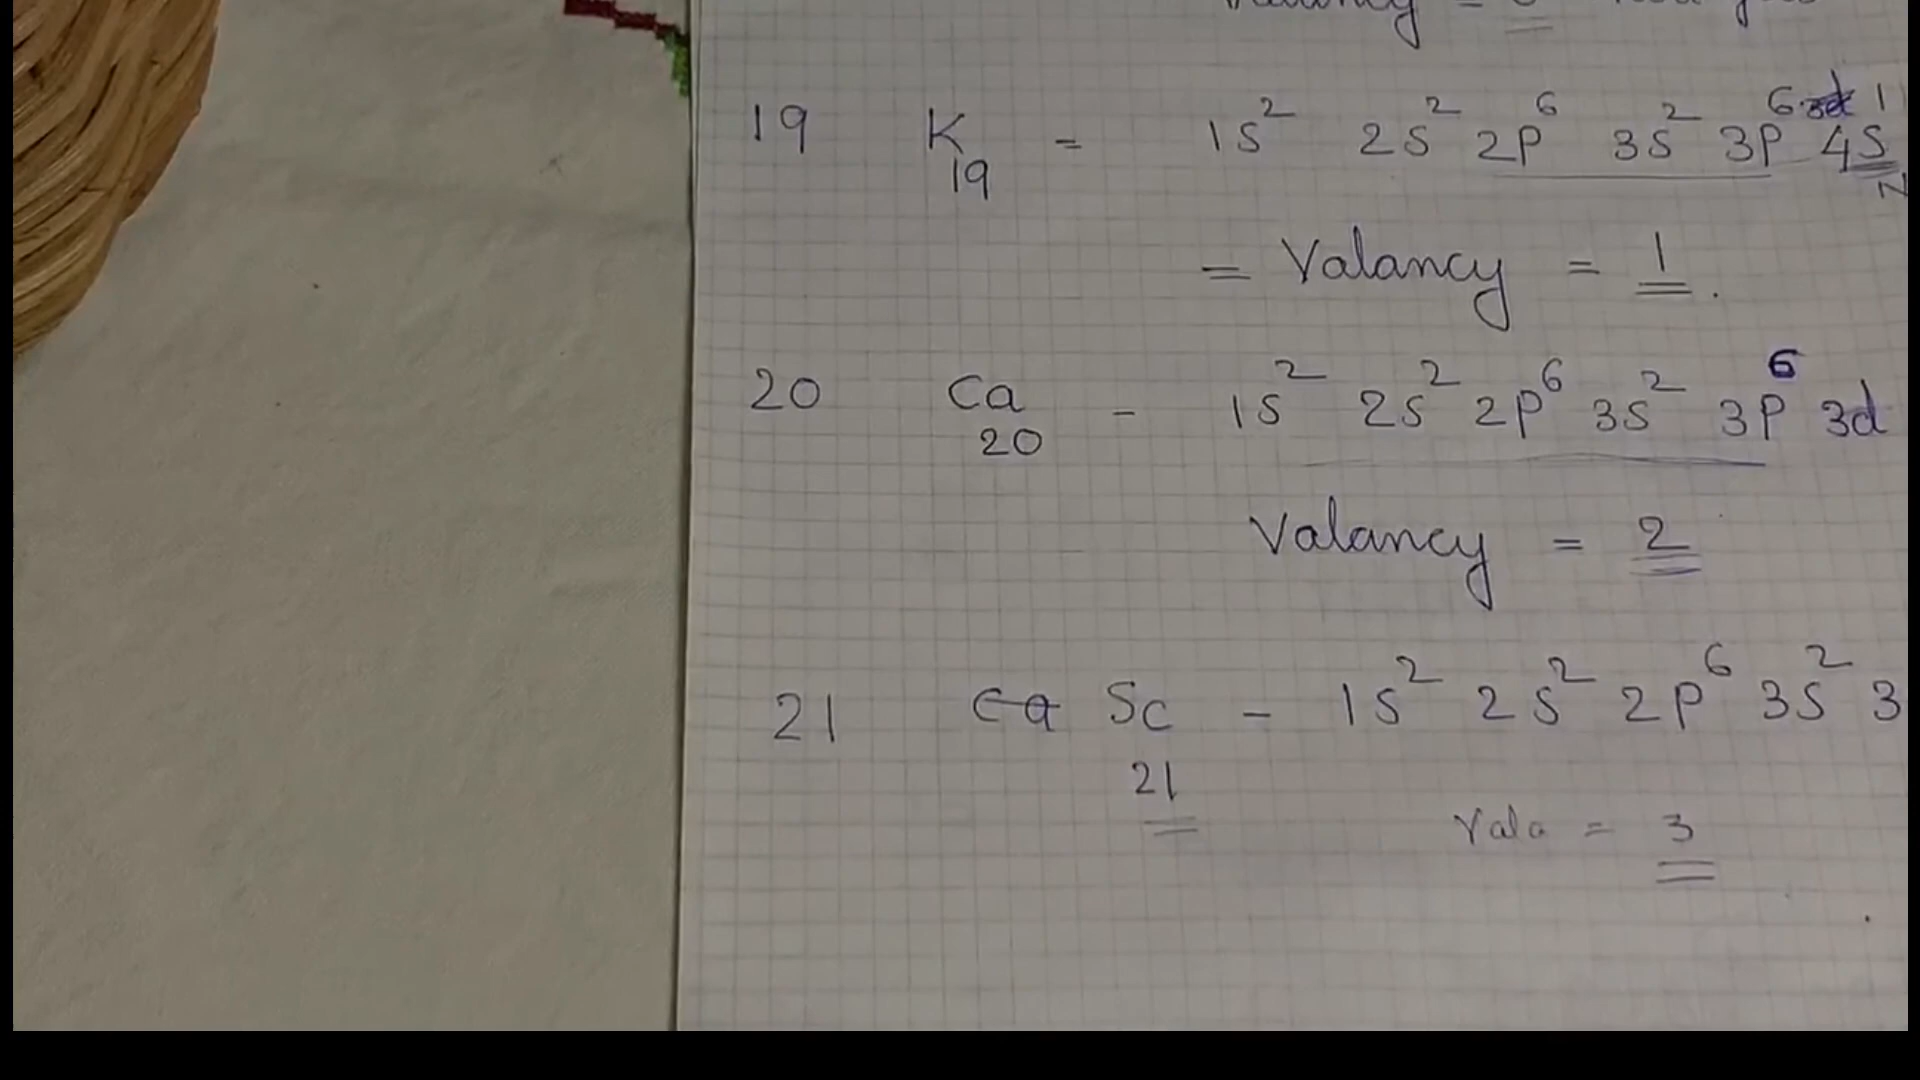 Valancy = 
19 K₁₉ = 1s² 2s² 2p⁶ 3s² 3p⁶ 4s¹
N
= Valancy = 1.
20 Ca₂₀ - 1s² 2s² 2p⁶ 3s² 3p⁶ 3d
Valancy = 2
21 Ca Sc₂₁ - 1s² 2s² 2p⁶ 3s² 3
Vala = 3